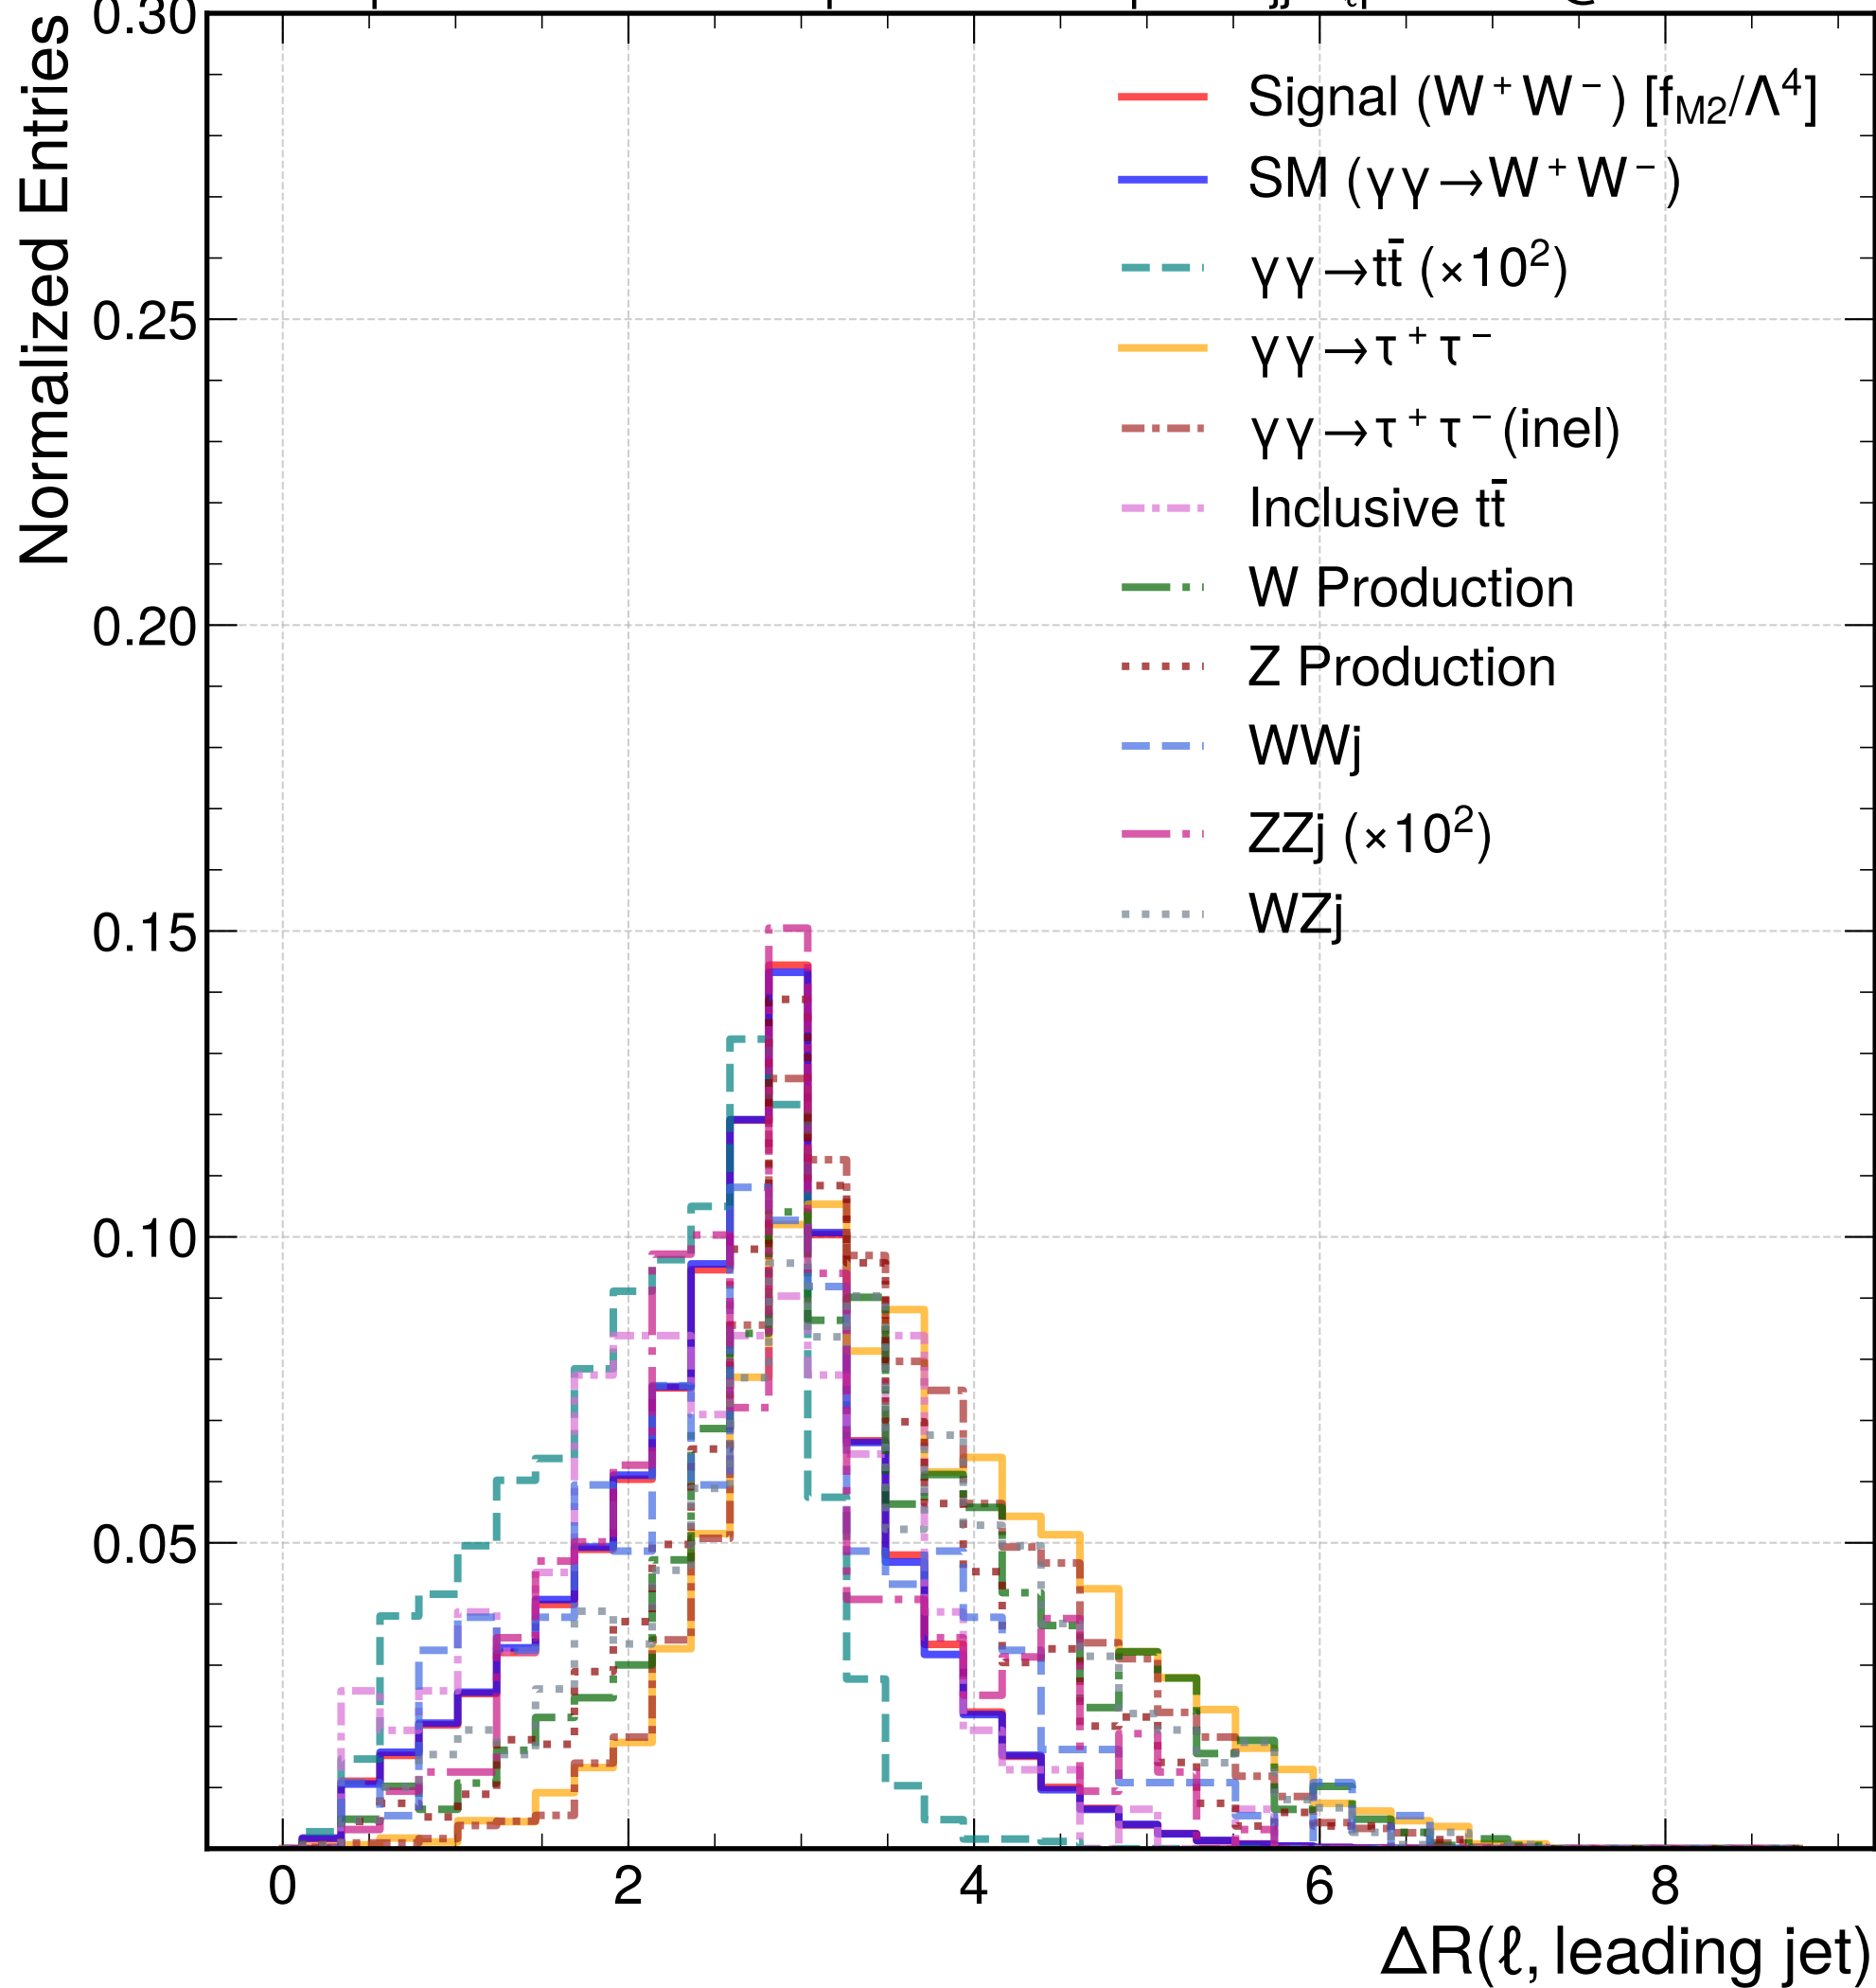 0.30
0.25
0.20
0.15
0.10
0.05
Normalized Entries
Signal (W⁺W⁻) [f_M2/Λ⁴]
SM (γγ→W⁺W⁻)
γγ→tt̄ (×10²)
γγ→τ⁺τ⁻
γγ→τ⁺τ⁻(inel)
Inclusive tt̄
W Production
Z Production
WWj
ZZj (×10²)
WZj
0 2 4 6 8
ΔR(ℓ, leading jet)